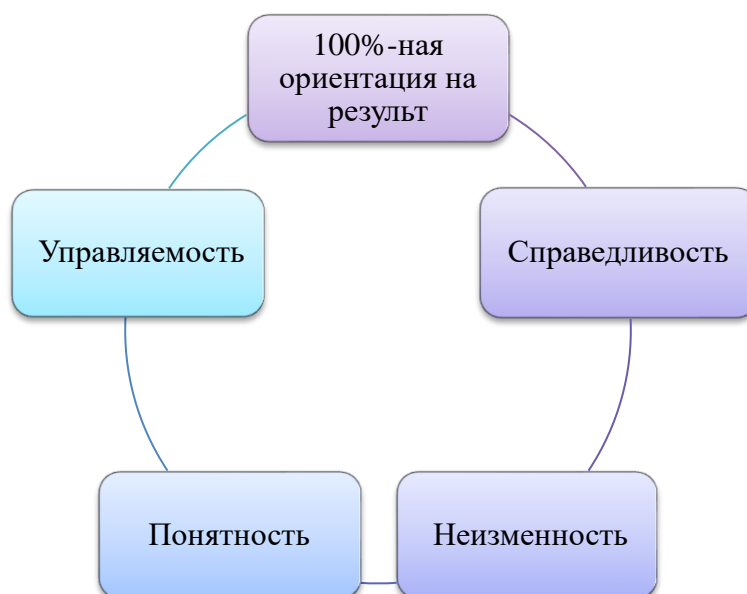 100%-ная
ориентация на
результ
Управляемость
Справедливость
Понятность
Неизменность